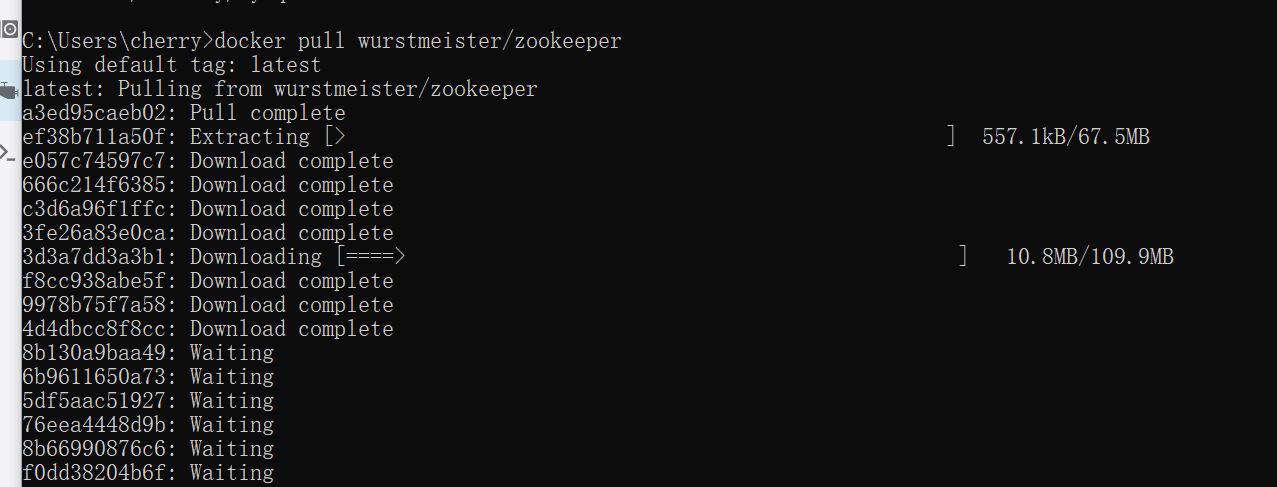 C:\Users\cherry>docker pull wurstmeister/zookeeper
Using default tag: latest
latest: Pulling from wurstmeister/zookeeper
a3ed95caeb02: Pull complete
ef38b711a50f: Extracting [>                                                  ]  557.1kB/67.5MB
e057c74597c7: Download complete
666c214f6385: Download complete
c3d6a96f1ffc: Download complete
3fe26a83e0ca: Download complete
3d3a7dd3a3b1: Downloading [====>                                              ]   10.8MB/109.9MB
f8cc938abe5f: Download complete
9978b75f7a58: Download complete
4d4dbcc8f8cc: Download complete
8b130a9baa49: Waiting
6b9611650a73: Waiting
5df5aac51927: Waiting
76eea4448d9b: Waiting
8b66990876c6: Waiting
f0dd38204b6f: Waiting